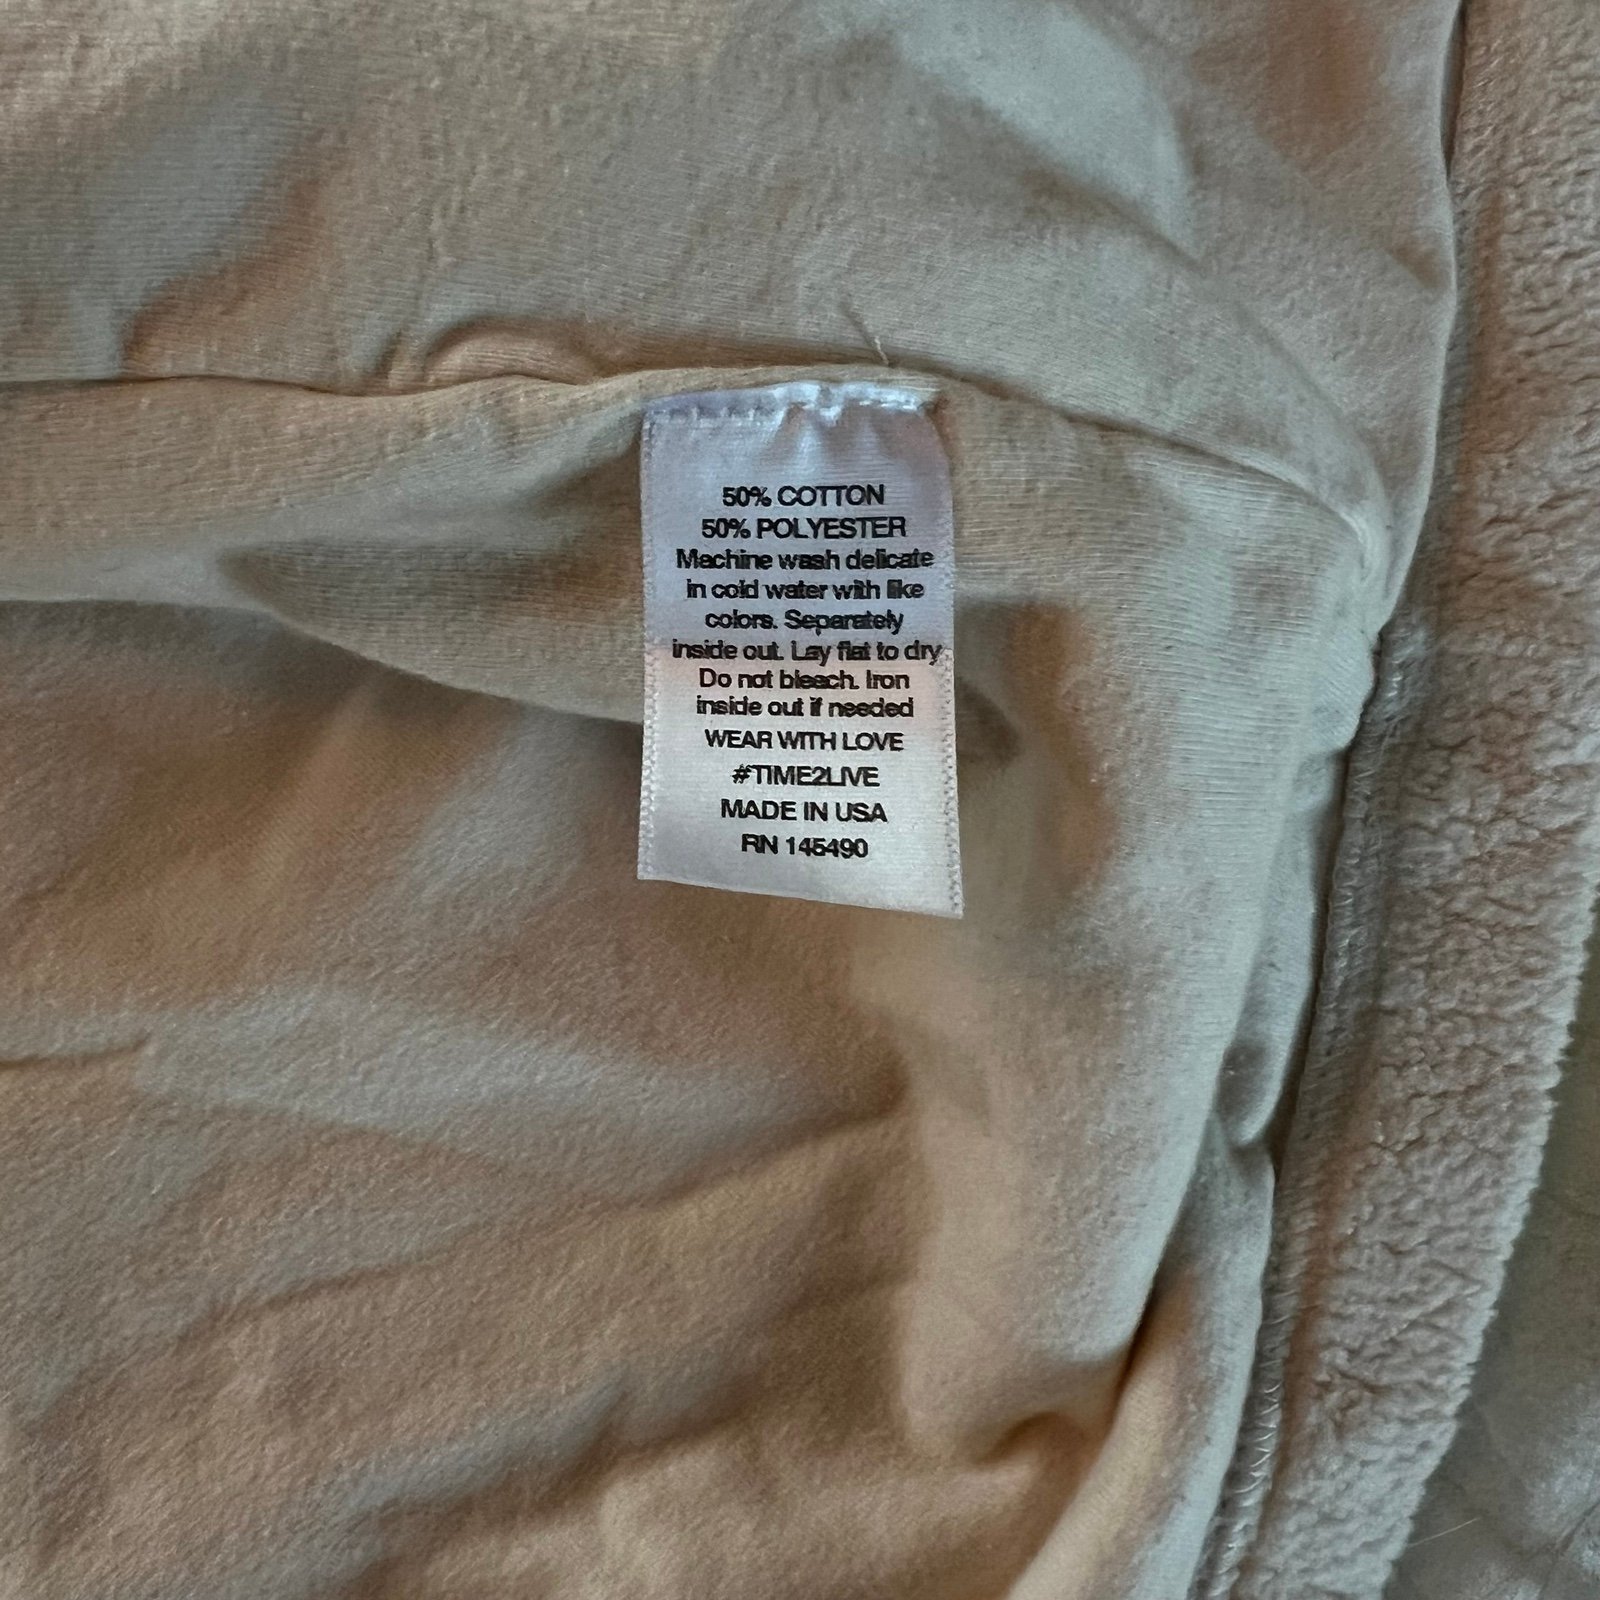 50% COTTON
50% POLYESTER
Machine wash delicate
in cold water with like
colors. Separately
inside out. Lay flat to dry
Do not bleach. Iron
inside out if needed
WEAR WITH LOVE
#TIME2LIVE
MADE IN USA
RN 145490